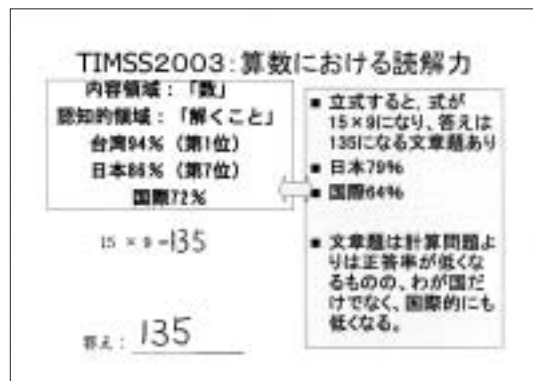 TIMSS2003:算数における読解力
内容領域:「数」
認知的領域:「解くこと」
台湾94%(第1位)
日本86%(第7位)
国際72%
15 × 9 =135
答え: 135
■ 立式すると、式が
15×9になり、答えは
135になる文章題あり
■ 日本79%
■ 国際64%
■ 文章題は計算問題よ
りは正答率が低くな
るものの、わが国だ
けでなく、国際的にも
低くなる。